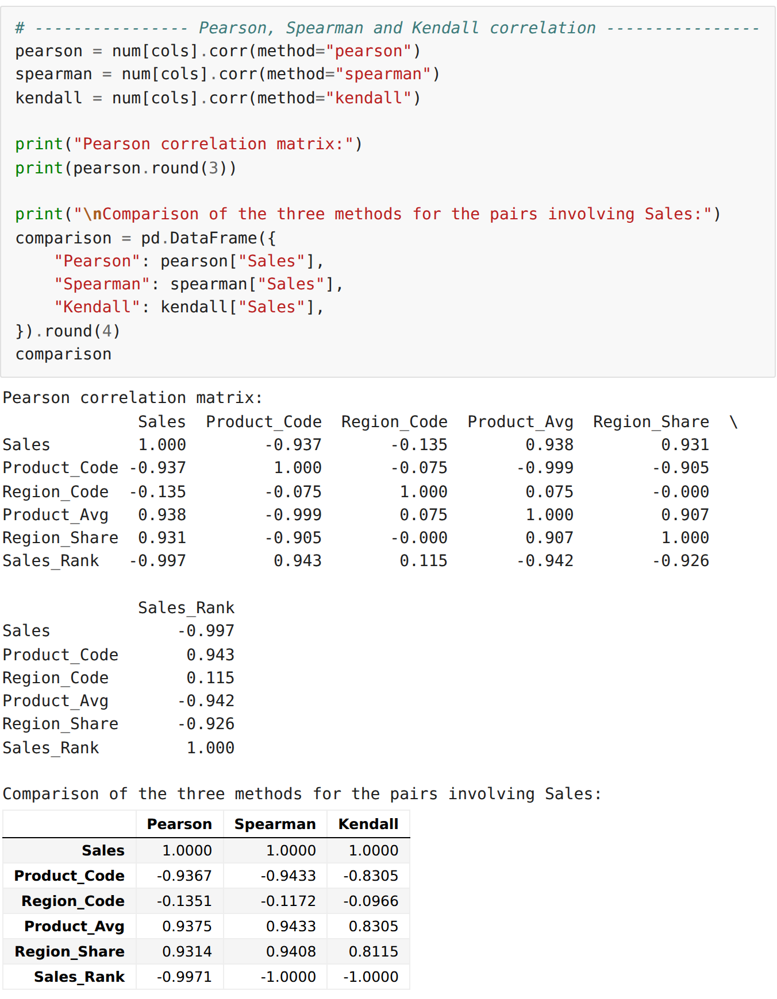 # ---------------- Pearson, Spearman and Kendall correlation ----------------
pearson = num[cols].corr(method="pearson")
spearman = num[cols].corr(method="spearman")
kendall = num[cols].corr(method="kendall")

print("Pearson correlation matrix:")
print(pearson.round(3))

print("\nComparison of the three methods for the pairs involving Sales:")
comparison = pd.DataFrame({
    "Pearson": pearson["Sales"],
    "Spearman": spearman["Sales"],
    "Kendall": kendall["Sales"],
}).round(4)
comparison
Pearson correlation matrix:
              Sales  Product_Code  Region_Code  Product_Avg  Region_Share  \
Sales         1.000        -0.937       -0.135        0.938         0.931
Product_Code -0.937         1.000       -0.075       -0.999        -0.905
Region_Code  -0.135        -0.075        1.000        0.075        -0.000
Product_Avg   0.938        -0.999        0.075        1.000         0.907
Region_Share  0.931        -0.905       -0.000        0.907         1.000
Sales_Rank   -0.997         0.943        0.115       -0.942        -0.926

              Sales_Rank
Sales             -0.997
Product_Code       0.943
Region_Code        0.115
Product_Avg       -0.942
Region_Share      -0.926
Sales_Rank         1.000

Comparison of the three methods for the pairs involving Sales:
Pearson Spearman Kendall
Sales 1.0000 1.0000 1.0000
Product_Code -0.9367 -0.9433 -0.8305
Region_Code -0.1351 -0.1172 -0.0966
Product_Avg 0.9375 0.9433 0.8305
Region_Share 0.9314 0.9408 0.8115
Sales_Rank -0.9971 -1.0000 -1.0000